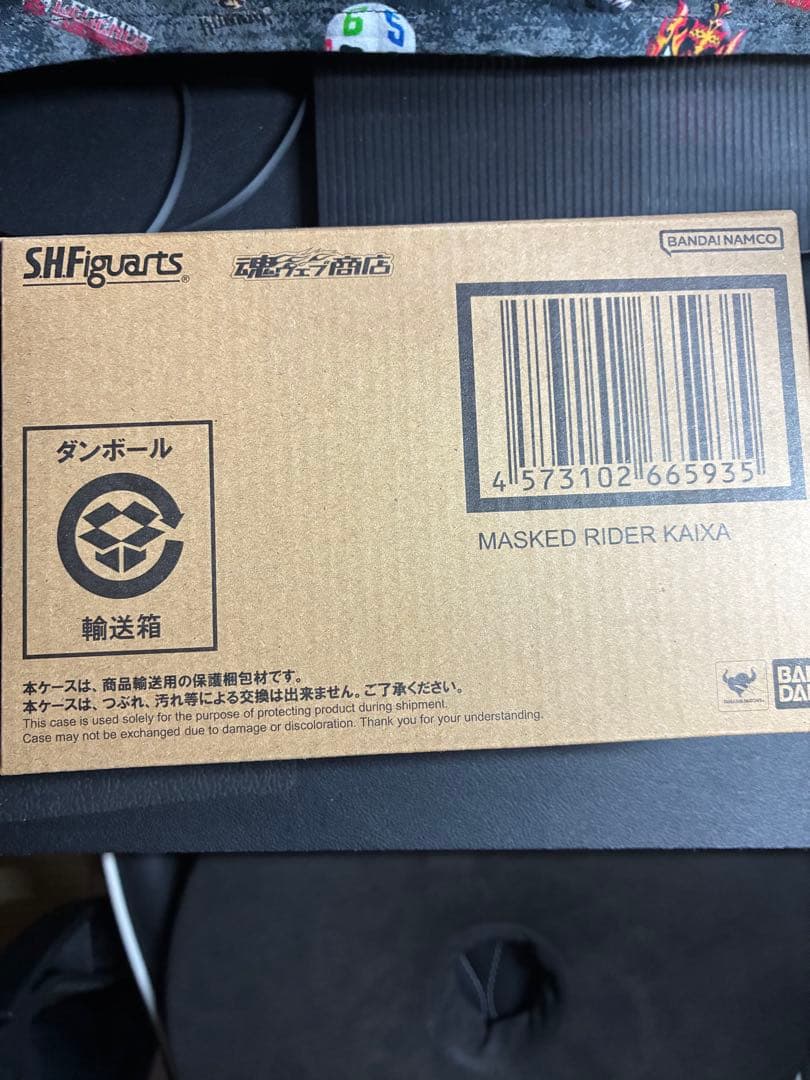 6 5
S.H.Figuarts®
魂ウェブ商店
BANDAI NAMCO
4 573102 665935
MASKED RIDER KAIXA
ダンボール
輸送箱
本ケースは、商品輸送用の保護梱包材です。
本ケースは、つぶれ、汚れ等による交換は出来ません。ご了承ください。
This case is used solely for the purpose of protecting product during shipment.
Case may not be exchanged due to damage or discoloration. Thank you for your understanding.
BAN
DAI